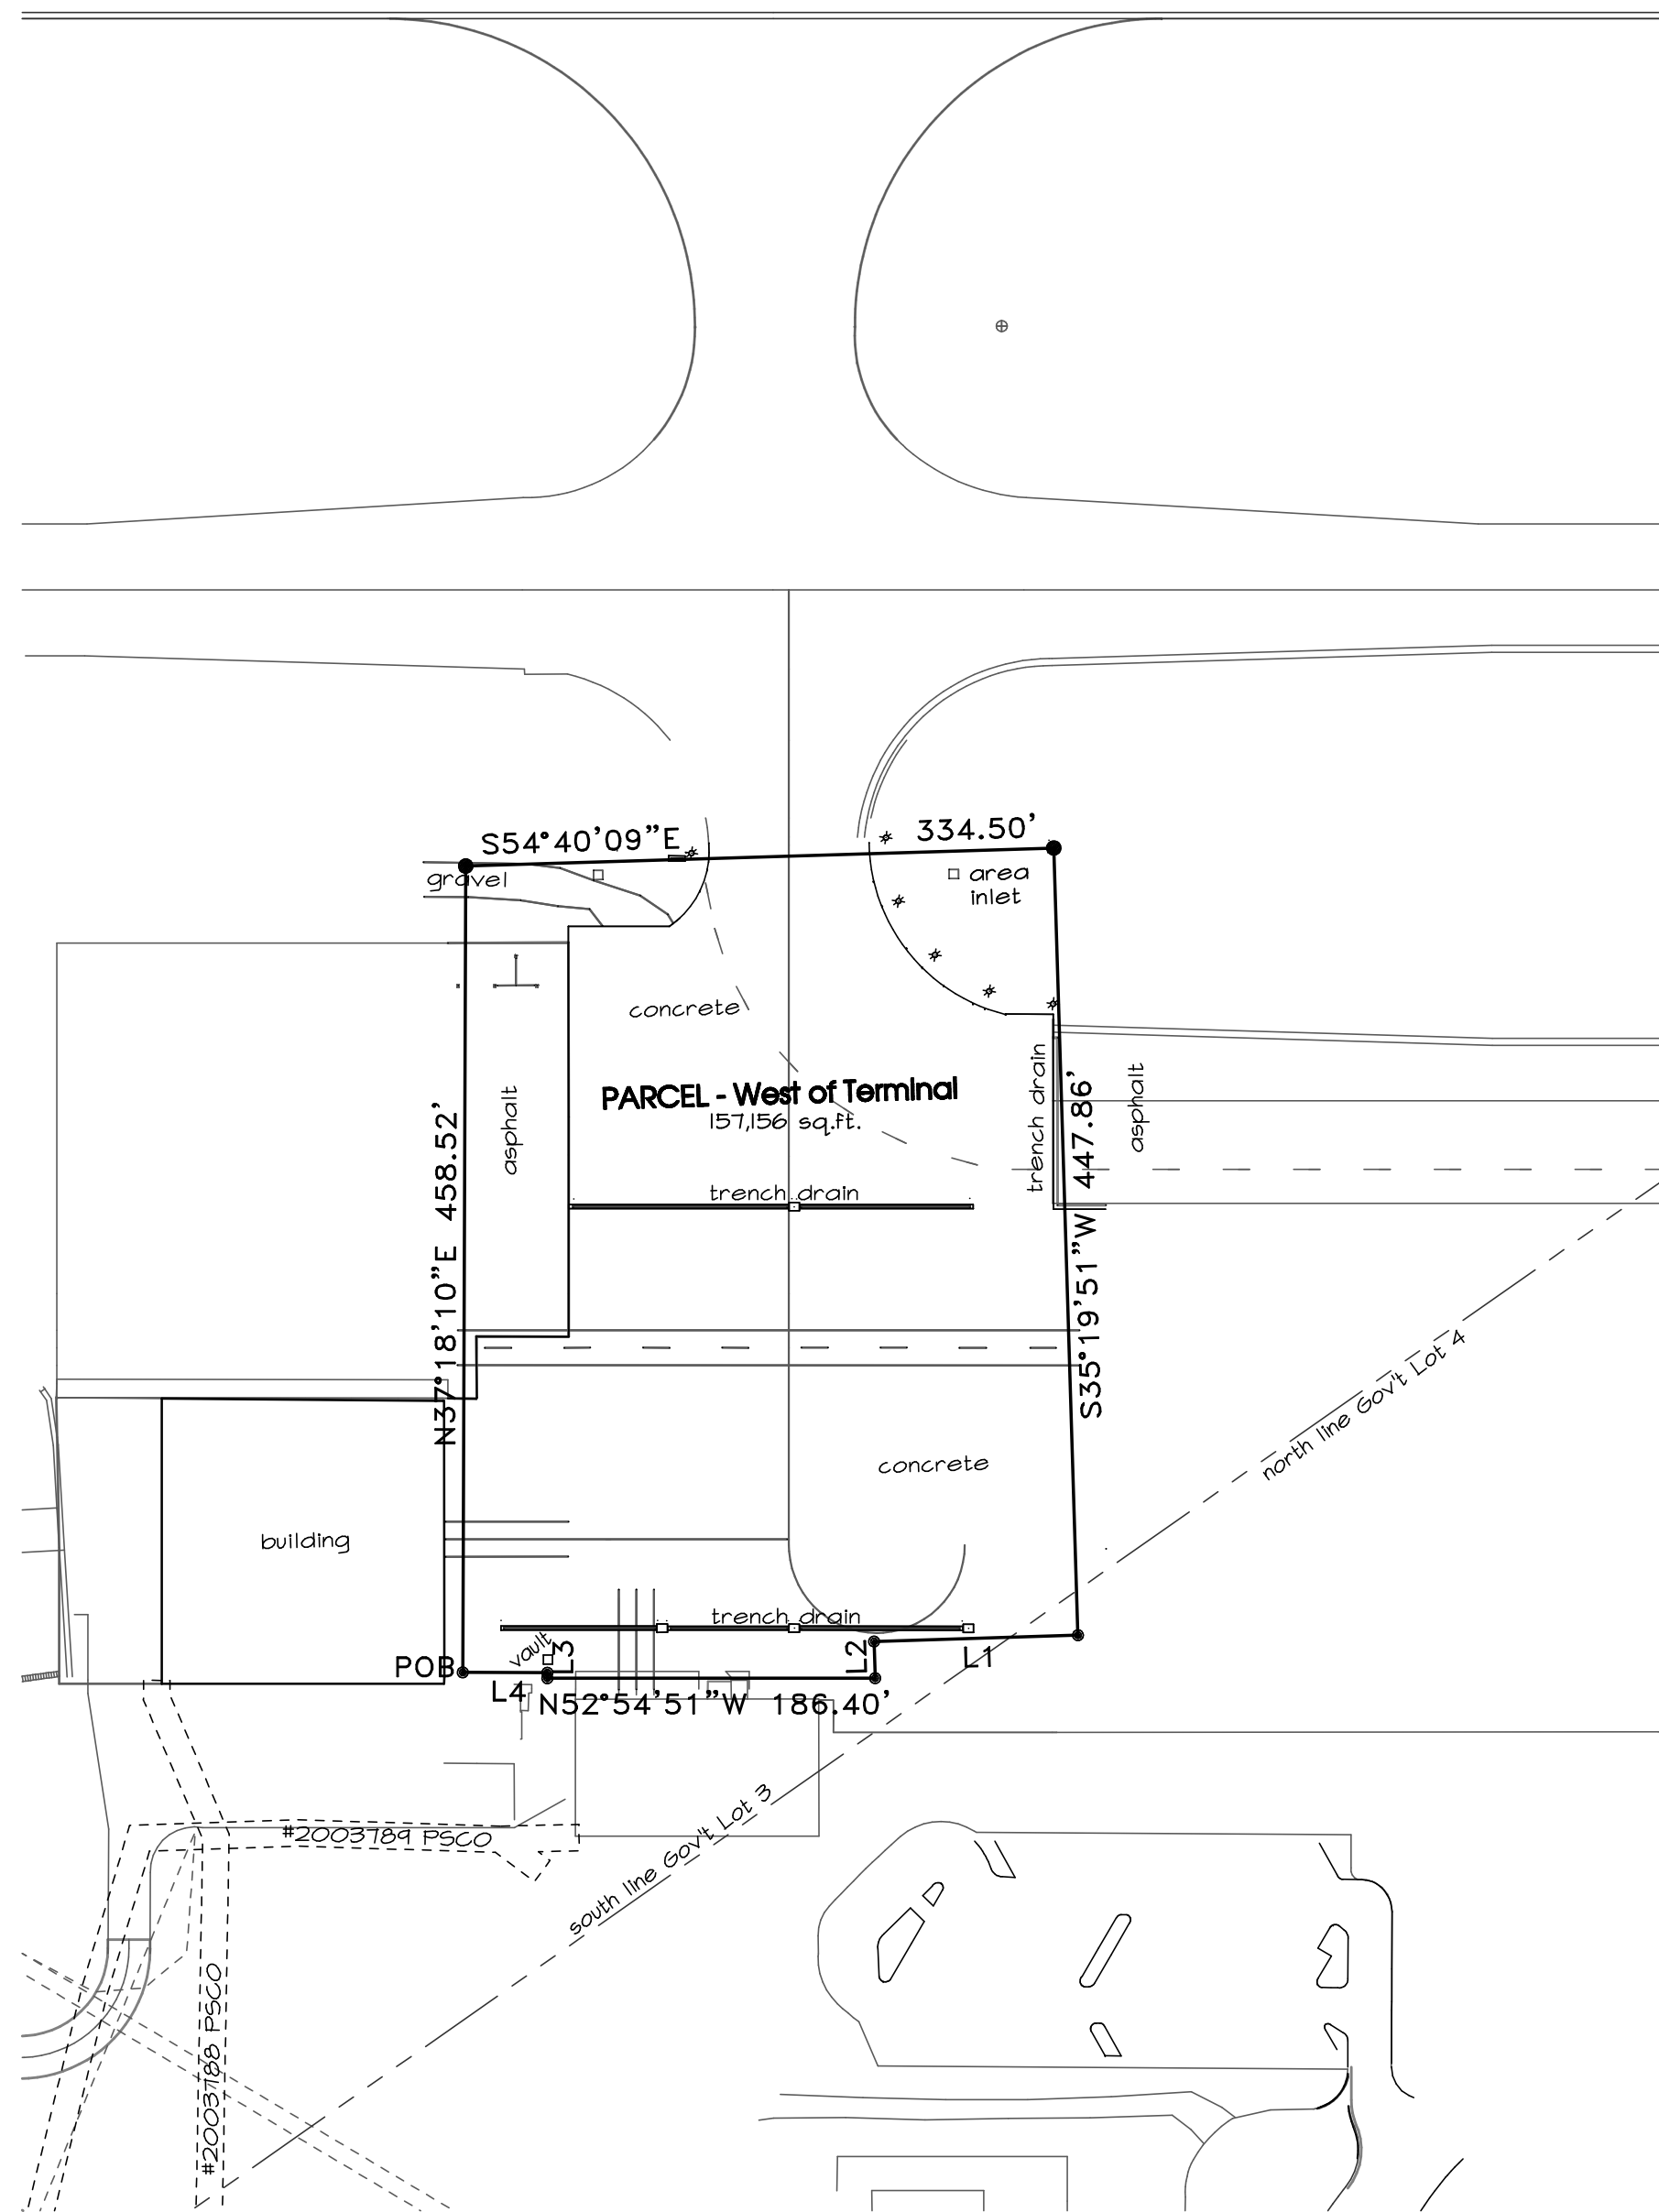 S54°40'09"E 334.50'
gravel
area
inlet
concrete
PARCEL - West of Terminal
157,156 sq.ft.
asphalt
trench drain
asphalt
N37°18'10"E 458.52'
S35°19'51"W 447.86'
trench drain
north line Gov't Lot 4
concrete
building
trench drain
vault
L3
L2
L1
POB
L4
N52°54'51"W 186.40'
south line Gov't Lot 3
#2003789 PSCO
#2003788 PSCO